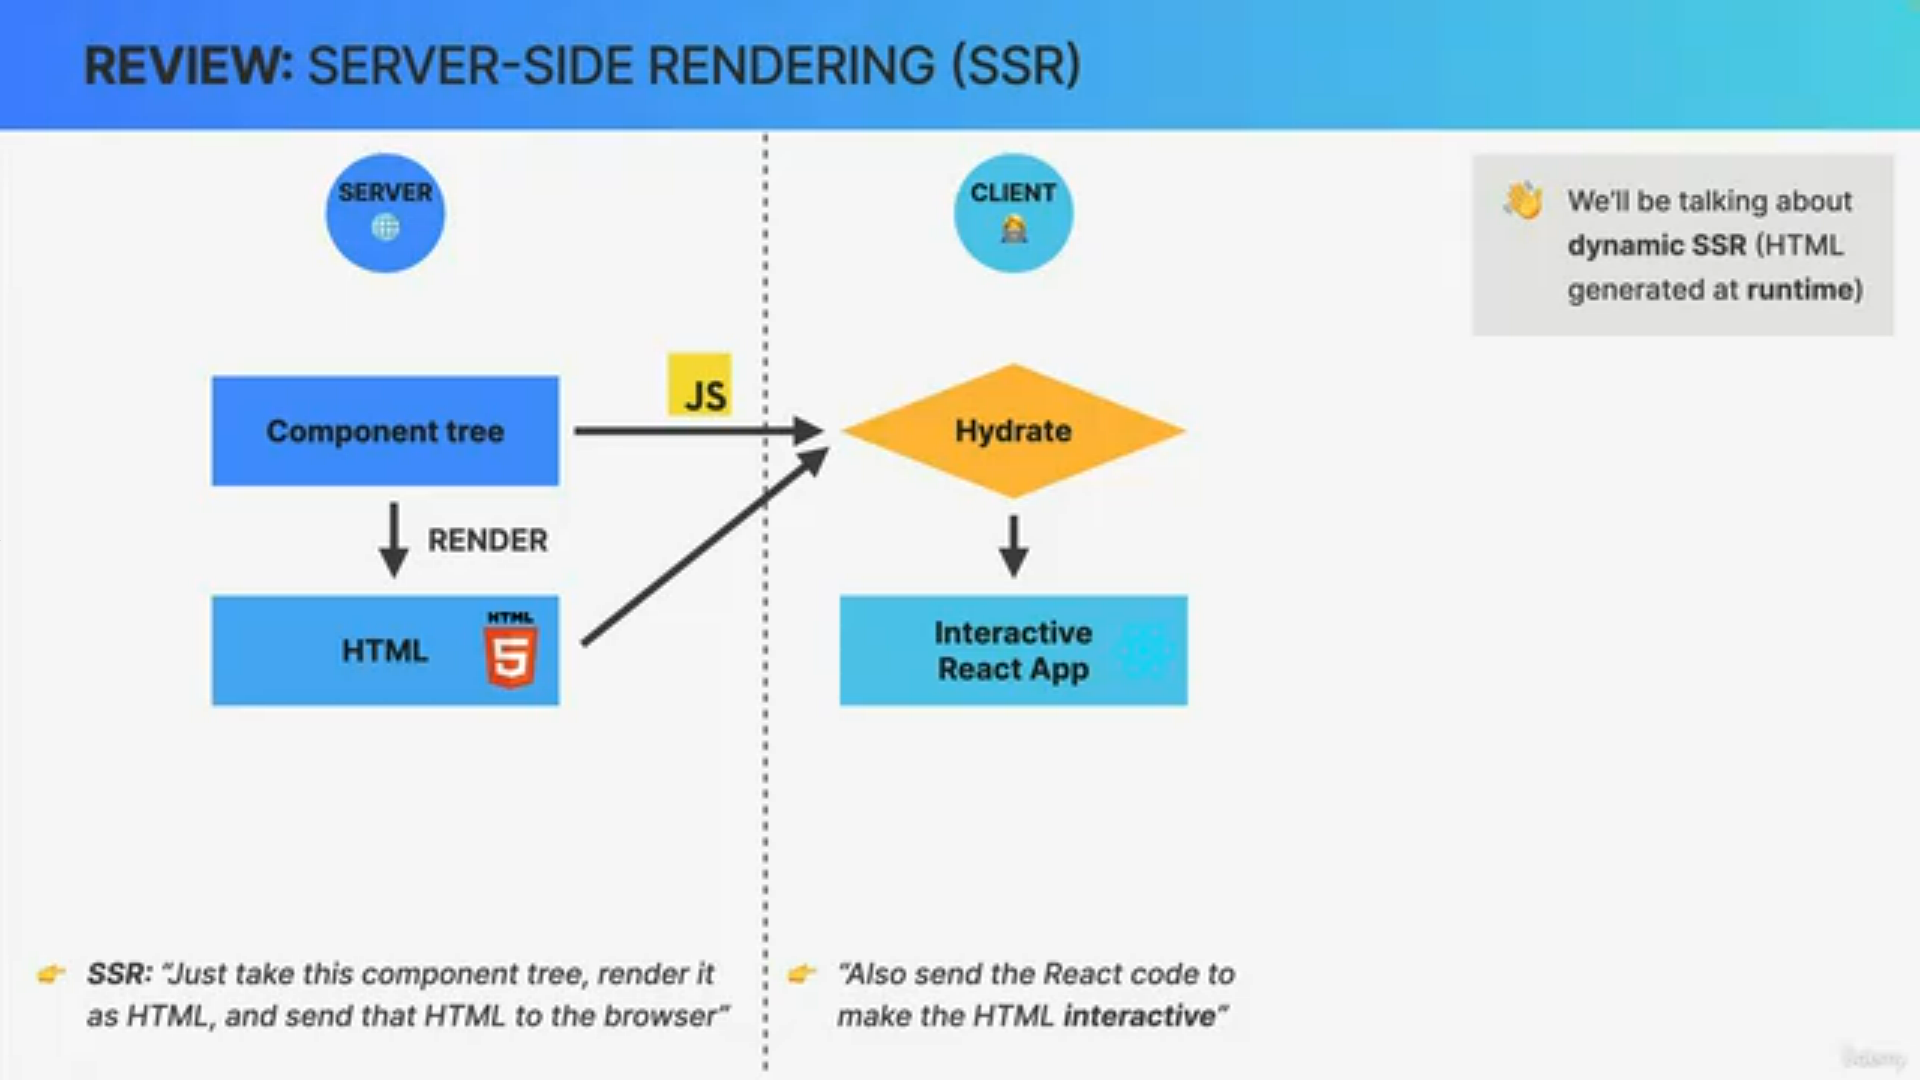 REVIEW: SERVER-SIDE RENDERING (SSR)
SERVER
CLIENT
We'll be talking about
dynamic SSR (HTML
generated at runtime)
JS
Component tree
Hydrate
RENDER
HTML
HTML
5
Interactive
React App
SSR: “Just take this component tree, render it
as HTML, and send that HTML to the browser”
“Also send the React code to
make the HTML interactive”
Udemy